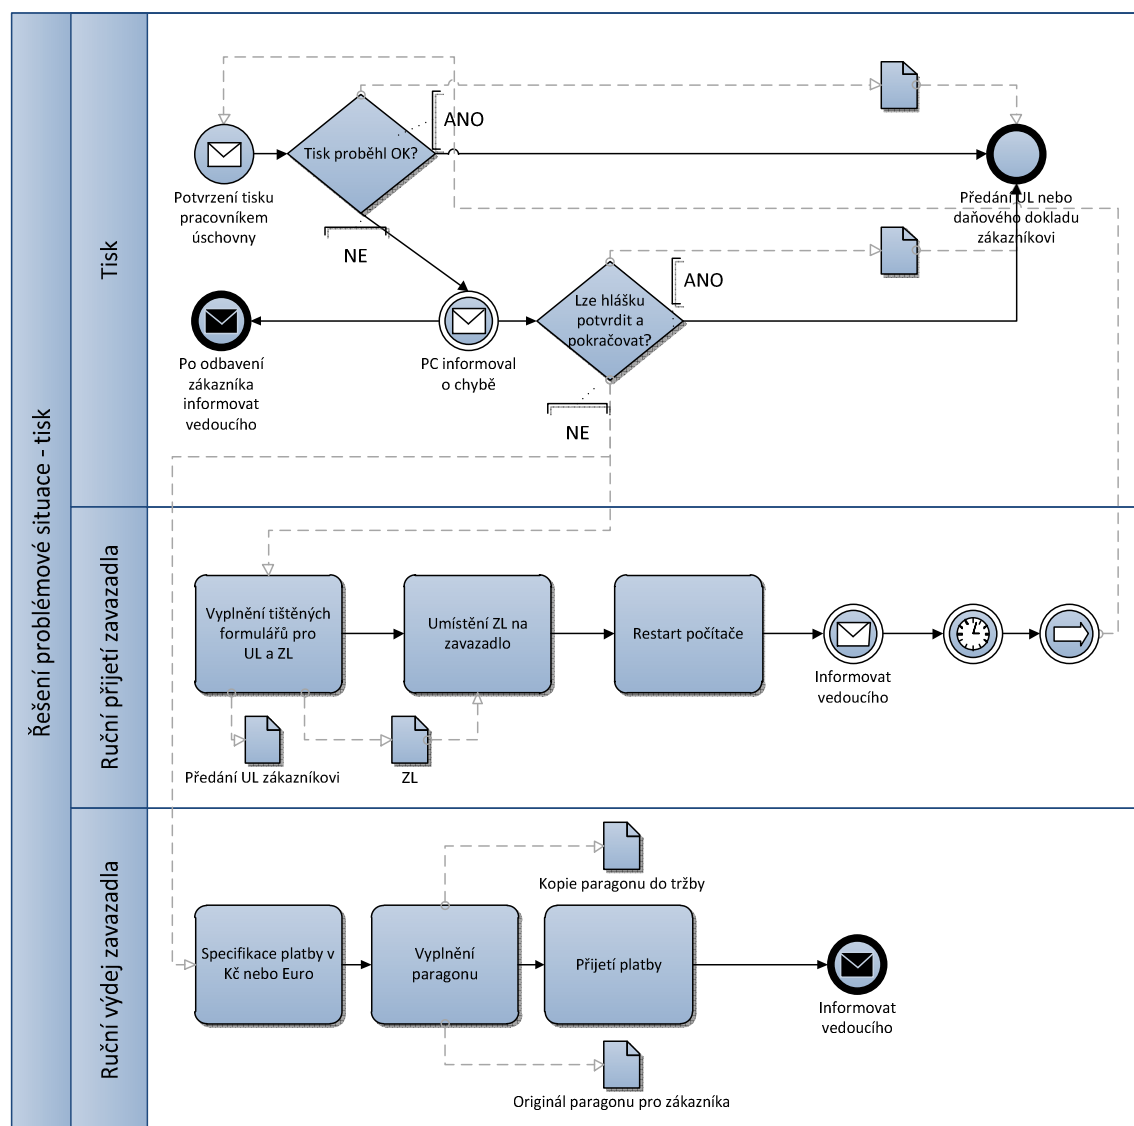 Řešení problémové situace - tisk
Tisk
ANO
Tisk proběhl OK?
Potvrzení tisku
pracovníkem
úschovny
Předání UL nebo
daňového dokladu
zákazníkovi
NE
ANO
Lze hlášku
potvrdit a
pokračovat?
Po odbavení
zákazníka
informovat
vedoucího
PC informoval
o chybě
NE
Ruční přijetí zavazadla
Vyplnění tištěných
formulářů pro
UL a ZL
Umístění ZL na
zavazadlo
Restart počítače
Informovat
vedoucího
Předání UL zákazníkovi
ZL
Ruční výdej zavazadla
Kopie paragonu do tržby
Specifikace platby v
Kč nebo Euro
Vyplnění
paragonu
Přijetí platby
Informovat
vedoucího
Originál paragonu pro zákazníka